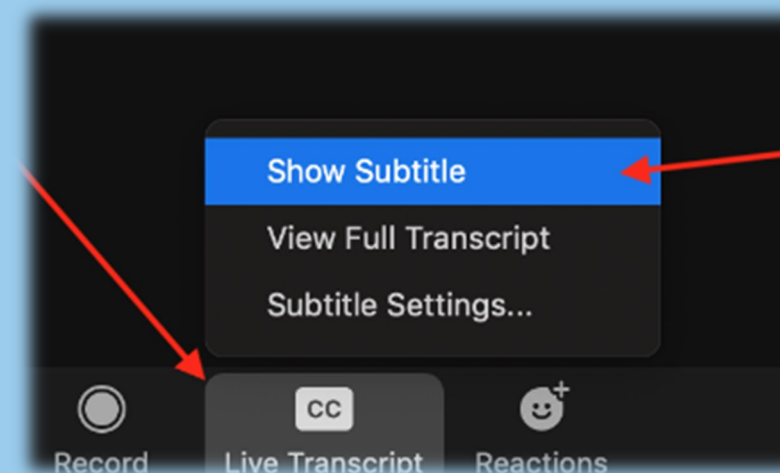 Show Subtitle
View Full Transcript
Subtitle Settings...
CC
Record
Live Transcript
Reactions